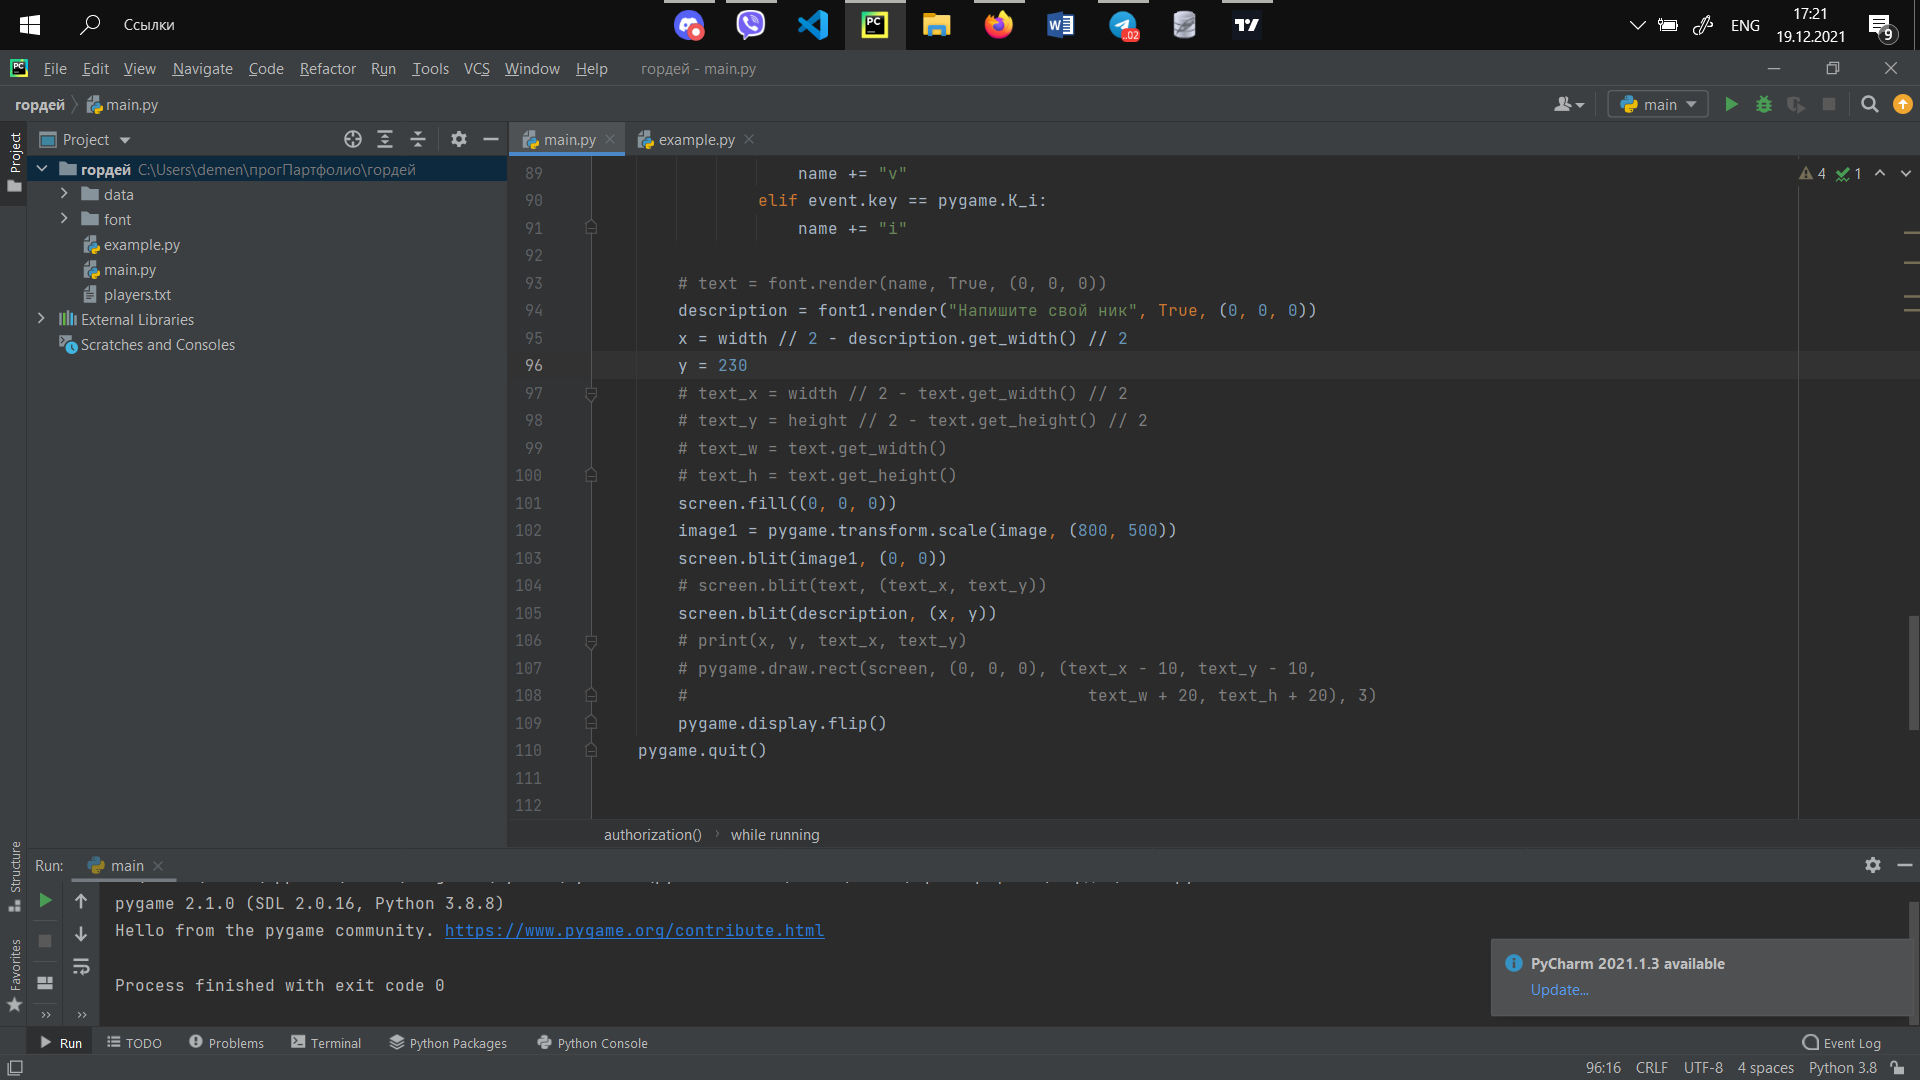 Ссылки
ENG
17:21
19.12.2021
9
..02
PC
File Edit View Navigate Code Refactor Run Tools VCS Window Help гордей - main.py
гордей main.py
main
Project
Project
main.py
example.py
гордей C:\Users\demen\прогПартфолио\гордей
data
font
example.py
main.py
players.txt
External Libraries
Scratches and Consoles
4 1
89 name += "v"
90 elif event.key == pygame.K_i:
91 name += "i"
92
93 # text = font.render(name, True, (0, 0, 0))
94 description = font1.render("Напишите свой ник", True, (0, 0, 0))
95 x = width // 2 - description.get_width() // 2
96 y = 230
97 # text_x = width // 2 - text.get_width() // 2
98 # text_y = height // 2 - text.get_height() // 2
99 # text_w = text.get_width()
100 # text_h = text.get_height()
101 screen.fill((0, 0, 0))
102 image1 = pygame.transform.scale(image, (800, 500))
103 screen.blit(image1, (0, 0))
104 # screen.blit(text, (text_x, text_y))
105 screen.blit(description, (x, y))
106 # print(x, y, text_x, text_y)
107 # pygame.draw.rect(screen, (0, 0, 0), (text_x - 10, text_y - 10,
108 # text_w + 20, text_h + 20), 3)
109 pygame.display.flip()
110 pygame.quit()
111
112
authorization() while running
Structure
Favorites
Run: main
pygame 2.1.0 (SDL 2.0.16, Python 3.8.8)
Hello from the pygame community. https://www.pygame.org/contribute.html
Process finished with exit code 0
PyCharm 2021.1.3 available
Update...
Run TODO Problems Terminal Python Packages Python Console Event Log
96:16 CRLF UTF-8 4 spaces Python 3.8